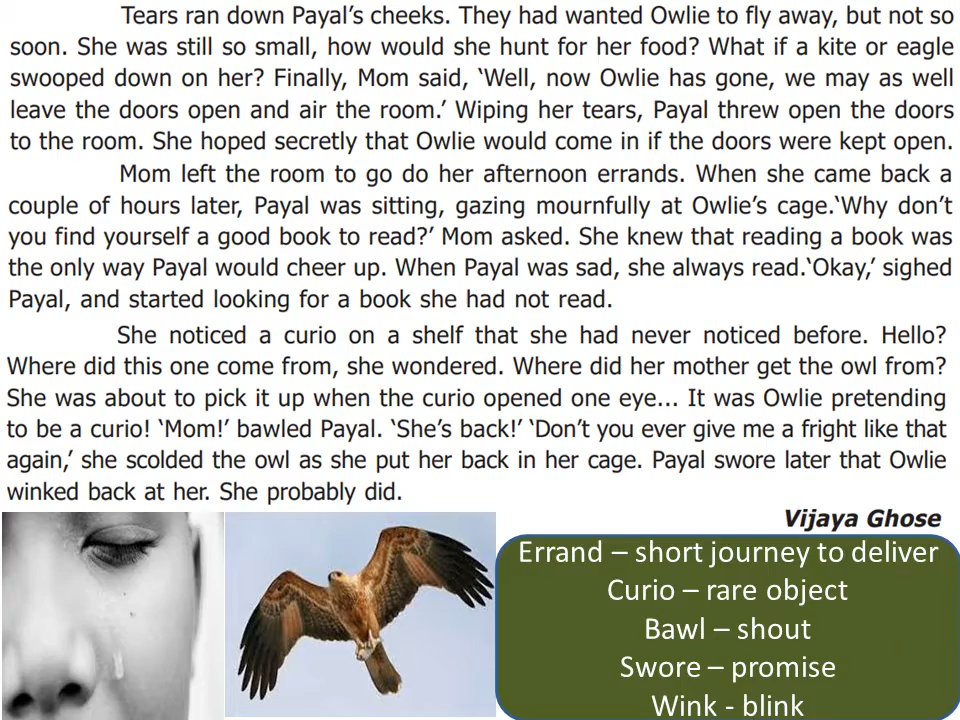 Tears ran down Payal's cheeks. They had wanted Owlie to fly away, but not so
soon. She was still so small, how would she hunt for her food? What if a kite or eagle
swooped down on her? Finally, Mom said, ‘Well, now Owlie has gone, we may as well
leave the doors open and air the room.’ Wiping her tears, Payal threw open the doors
to the room. She hoped secretly that Owlie would come in if the doors were kept open.
Mom left the room to go do her afternoon errands. When she came back a
couple of hours later, Payal was sitting, gazing mournfully at Owlie’s cage.‘Why don’t
you find yourself a good book to read?’ Mom asked. She knew that reading a book was
the only way Payal would cheer up. When Payal was sad, she always read.‘Okay,’ sighed
Payal, and started looking for a book she had not read.
She noticed a curio on a shelf that she had never noticed before. Hello?
Where did this one come from, she wondered. Where did her mother get the owl from?
She was about to pick it up when the curio opened one eye... It was Owlie pretending
to be a curio! ‘Mom!’ bawled Payal. ‘She’s back!’ ‘Don’t you ever give me a fright like that
again,’ she scolded the owl as she put her back in her cage. Payal swore later that Owlie
winked back at her. She probably did.
Vijaya Ghose
Errand – short journey to deliver
Curio – rare object
Bawl – shout
Swore – promise
Wink - blink